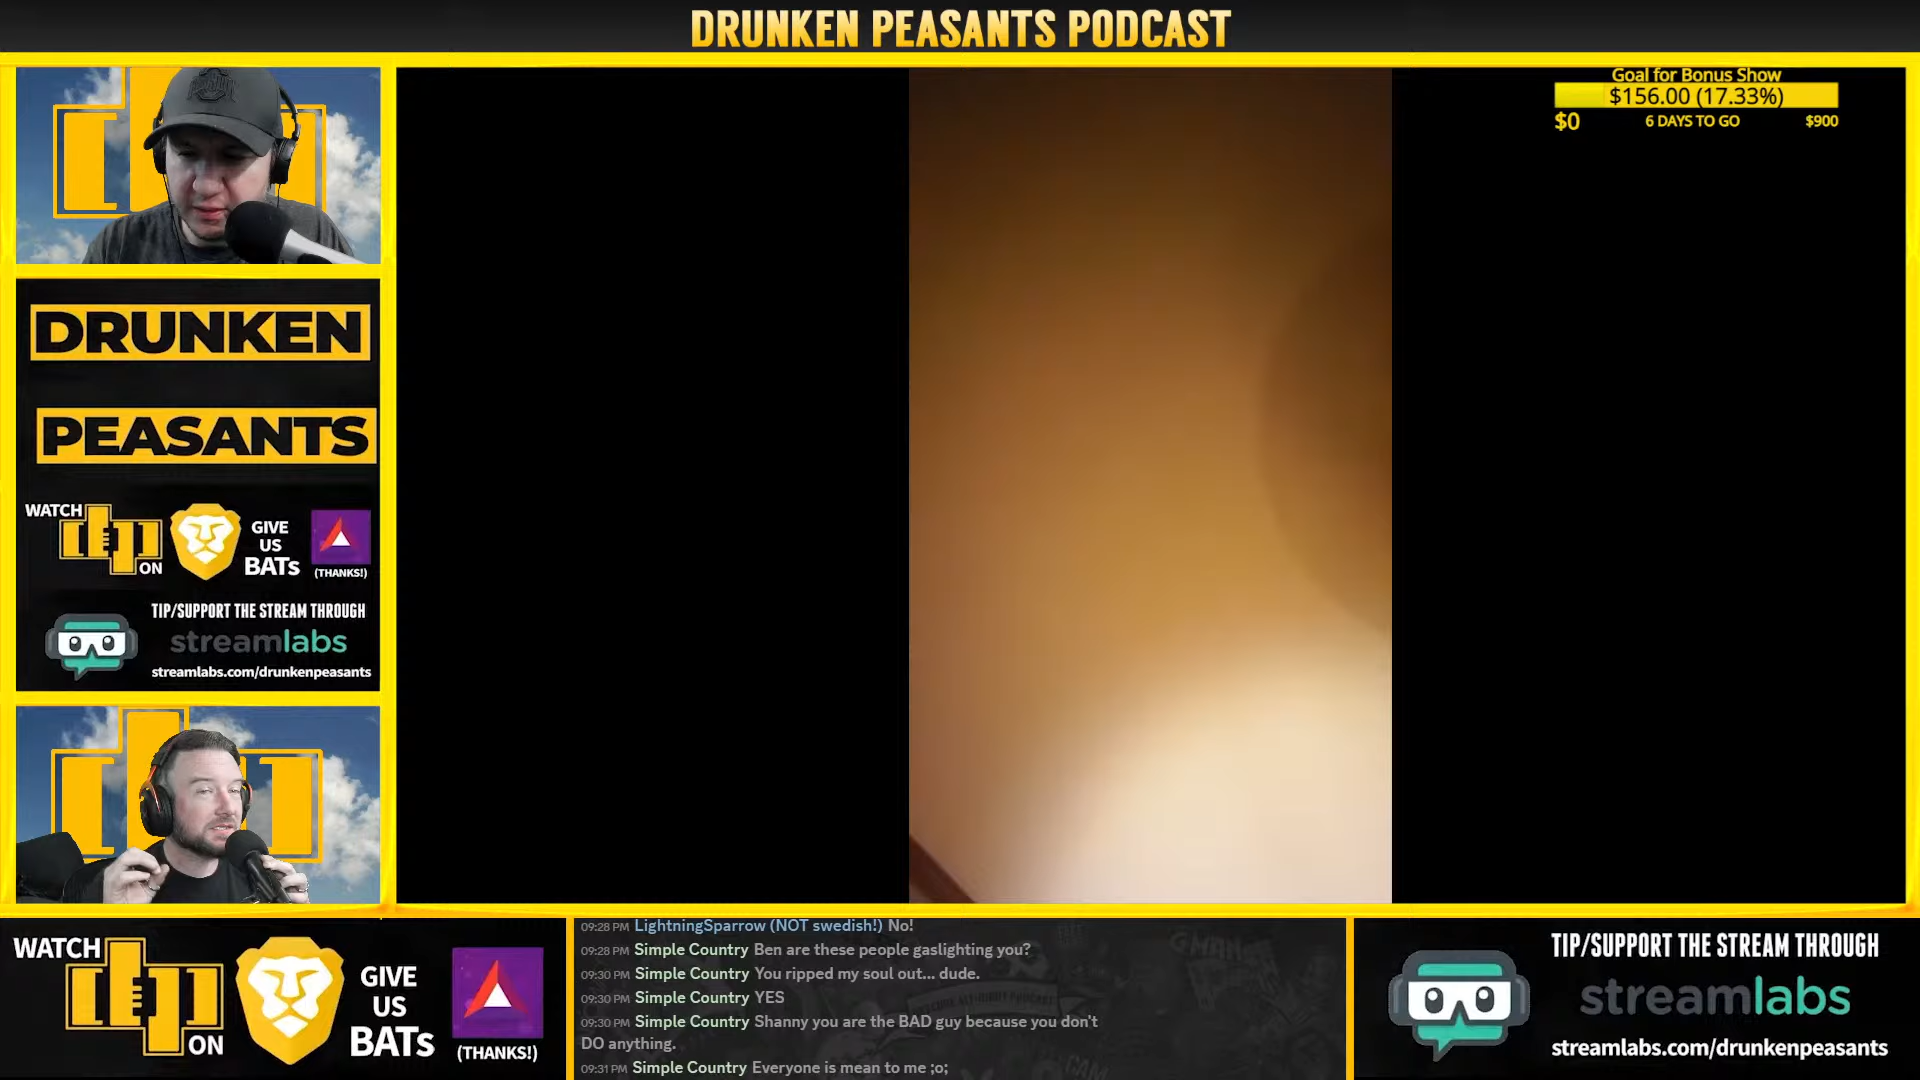 DRUNKEN PEASANTS PODCAST
Goal for Bonus Show
$156.00 (17.33%)
$0 6 DAYS TO GO $900
DRUNKEN
PEASANTS
WATCH
ON
GIVE
US
BATs
(THANKS!)
TIP/SUPPORT THE STREAM THROUGH
streamlabs
streamlabs.com/drunkenpeasants
WATCH
ON
GIVE
US
BATs
(THANKS!)
09:28 PM LightningSparrow (NOT swedish!) No!
09:28 PM Simple Country Ben are these people gaslighting you?
09:30 PM Simple Country You ripped my soul out... dude.
09:30 PM Simple Country YES
09:30 PM Simple Country Shanny you are the BAD guy because you don't
DO anything.
09:31 PM Simple Country Everyone is mean to me ;o;
TIP/SUPPORT THE STREAM THROUGH
streamlabs
streamlabs.com/drunkenpeasants